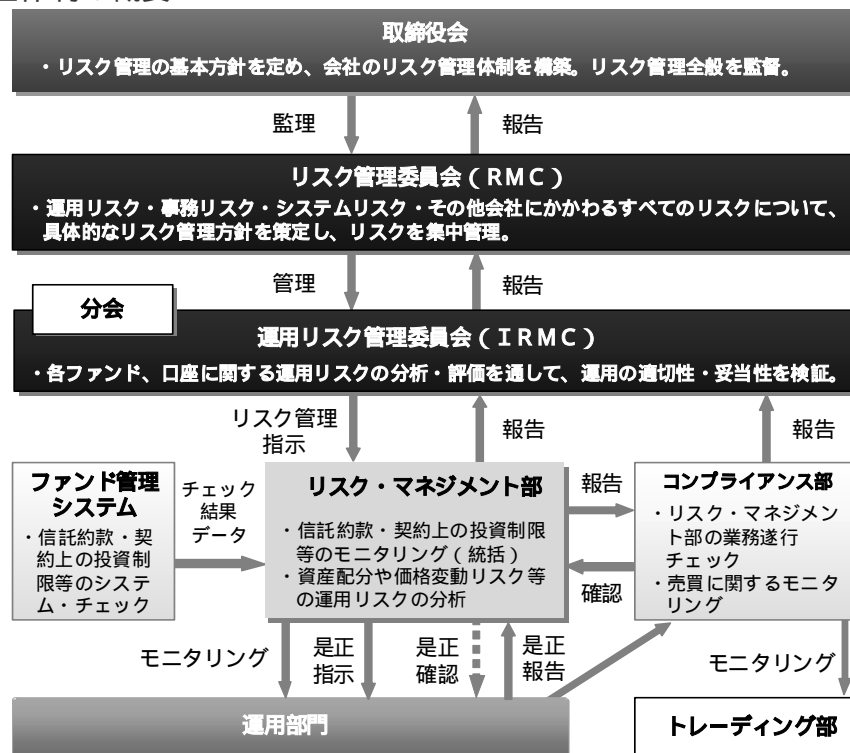 取締役会
・リスク管理の基本方針を定め、会社のリスク管理体制を構築。リスク管理全般を監督。
監理
報告
リスク管理委員会(RMC)
・運用リスク・事務リスク・システムリスク・その他会社にかかわるすべてのリスクについて、
具体的なリスク管理方針を策定し、リスクを集中管理。
管理
報告
分会
運用リスク管理委員会(IRMC)
・各ファンド、口座に関する運用リスクの分析・評価を通して、運用の適切性・妥当性を検証。
リスク管理
指示
報告
報告
ファンド管理
システム
・信託約款・契
約上の投資制
限等のシステ
ム・チェック
チェック
結果
データ
リスク・マネジメント部
・信託約款・契約上の投資制限
等のモニタリング(統括)
・資産配分や価格変動リスク等
の運用リスクの分析
報告
確認
コンプライアンス部
・リスク・マネジメン
ト部の業務遂行
チェック
・売買に関するモニタ
リング
モニタリング
是正
指示
是正
確認
是正
報告
モニタリング
運用部門
トレーディング部